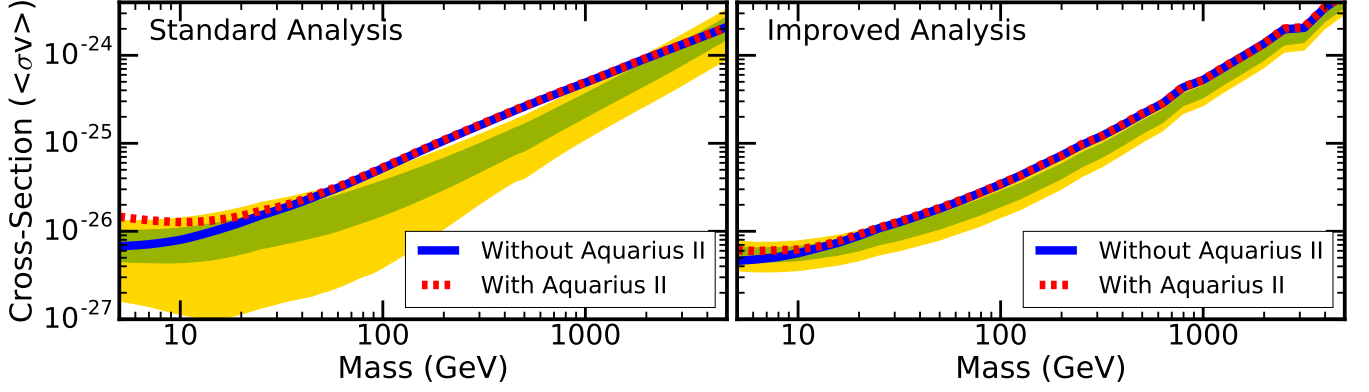 Standard Analysis
Improved Analysis
Cross-Section (<σv>)
10⁻²⁴
10⁻²⁵
10⁻²⁶
10⁻²⁷
Without Aquarius II
With Aquarius II
Without Aquarius II
With Aquarius II
10 100 1000
10 100 1000
Mass (GeV)
Mass (GeV)